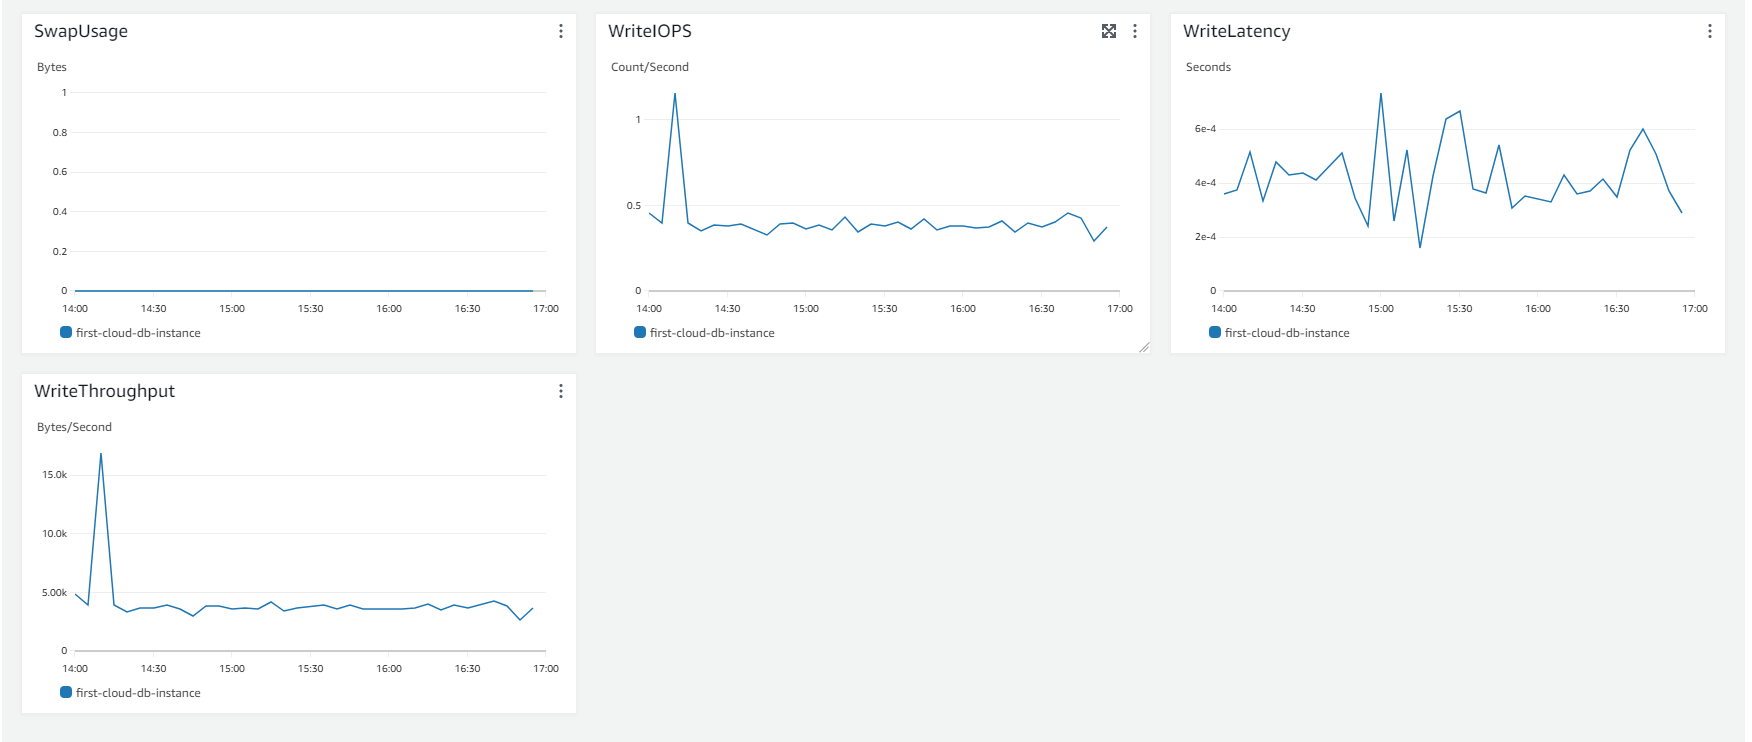 SwapUsage
Bytes
1
0.8
0.6
0.4
0.2
0
14:00 14:30 15:00 15:30 16:00 16:30 17:00
first-cloud-db-instance
WriteIOPS
Count/Second
1
0.5
0
14:00 14:30 15:00 15:30 16:00 16:30 17:00
first-cloud-db-instance
WriteLatency
Seconds
6e-4
4e-4
2e-4
0
14:00 14:30 15:00 15:30 16:00 16:30 17:00
first-cloud-db-instance
WriteThroughput
Bytes/Second
15.0k
10.0k
5.00k
0
14:00 14:30 15:00 15:30 16:00 16:30 17:00
first-cloud-db-instance